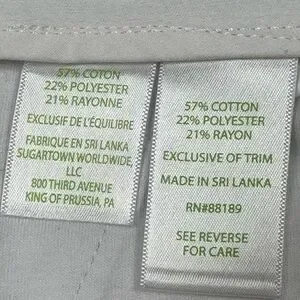 57% COTON
22% POLYESTER
21% RAYONNE
EXCLUSIF DE L'ÉQUILIBRE
FABRIQUE EN SRI LANKA
SUGARTOWN WORLDWIDE,
LLC
800 THIRD AVENUE
KING OF PRUSSIA, PA
57% COTTON
22% POLYESTER
21% RAYON
EXCLUSIVE OF TRIM
MADE IN SRI LANKA
RN#88189
SEE REVERSE
FOR CARE